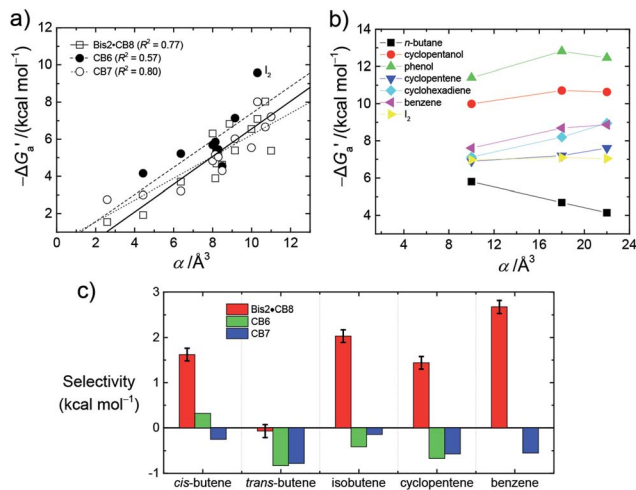 a)
−ΔGa′ /(kcal mol−1)
10
8
6
4
2
Bis2•CB8 (R2 = 0.77)
CB6 (R2 = 0.57)
CB7 (R2 = 0.80)
I2
0 2 4 6 8 10 12
α /Å3
b)
−ΔGa′ /(kcal mol−1)
14
12
10
8
6
4
n-butane
cyclopentanol
phenol
cyclopentene
cyclohexadiene
benzene
I2
4 8 12 16 20 24
α /Å3
c)
Selectivity
(kcal mol−1)
3
2
1
0
-1
Bis2•CB8
CB6
CB7
cis-butene trans-butene isobutene cyclopentene benzene